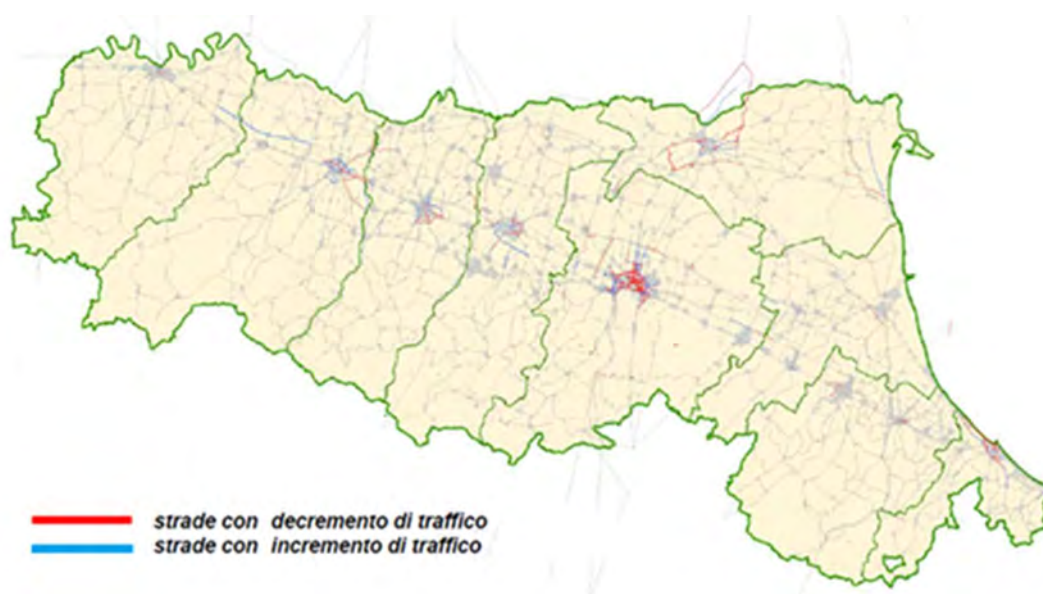 strade con decremento di traffico
strade con incremento di traffico